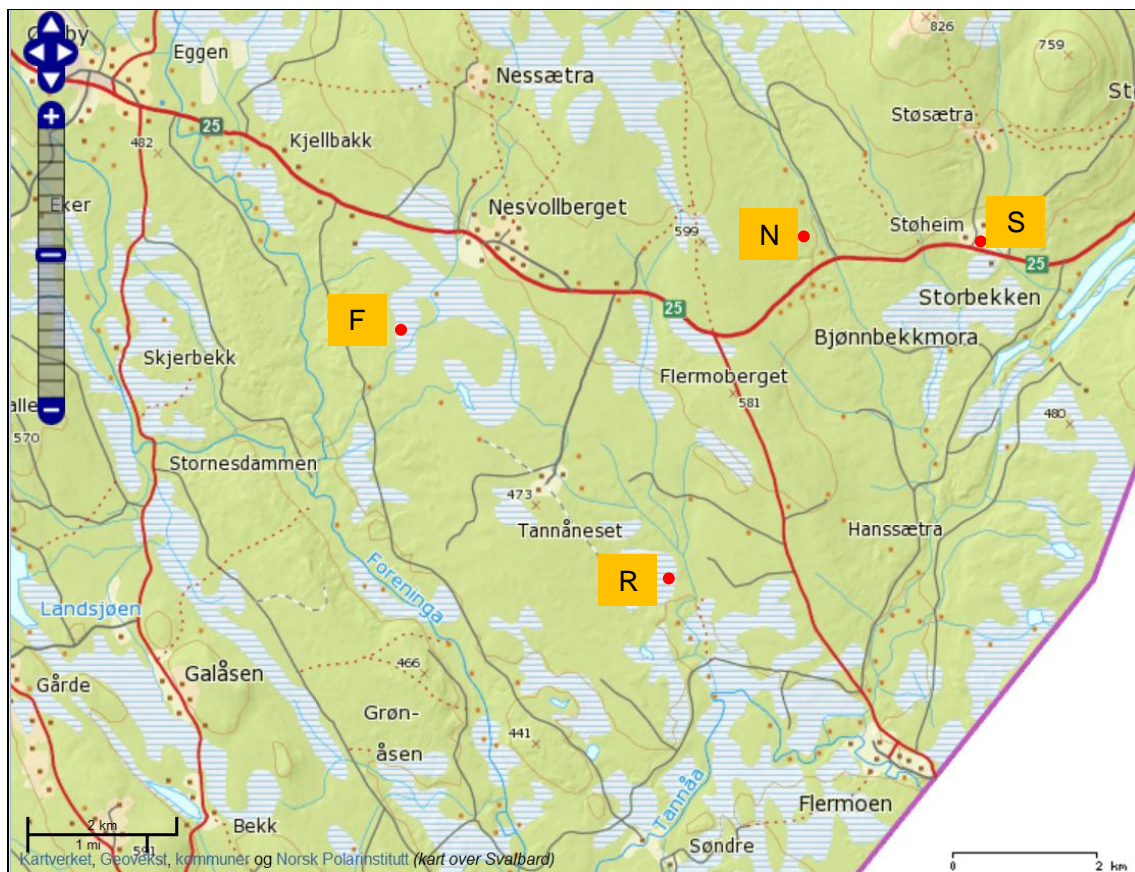 Eggen
826
759
Nessætra
Støsætra
25
Kjellbakk
482
Eker
Nesvollberget
599
N
Støheim
S
25
Storbekken
F
25
Bjønnbekkmora
Skjerbekk
Flermoberget
581
480
570
Stornesdammen
473
Tannåneset
Hanssætra
Foreninga
R
Landsjøen
466
Galåsen
Gårde
Grøn-
åsen
441
Tannåa
Flermoen
2 km
1 mi
591
Bekk
Søndre
Kartverket, Geovekst, kommuner og Norsk Polarinstitutt (kart over Svalbard)
0 2 km